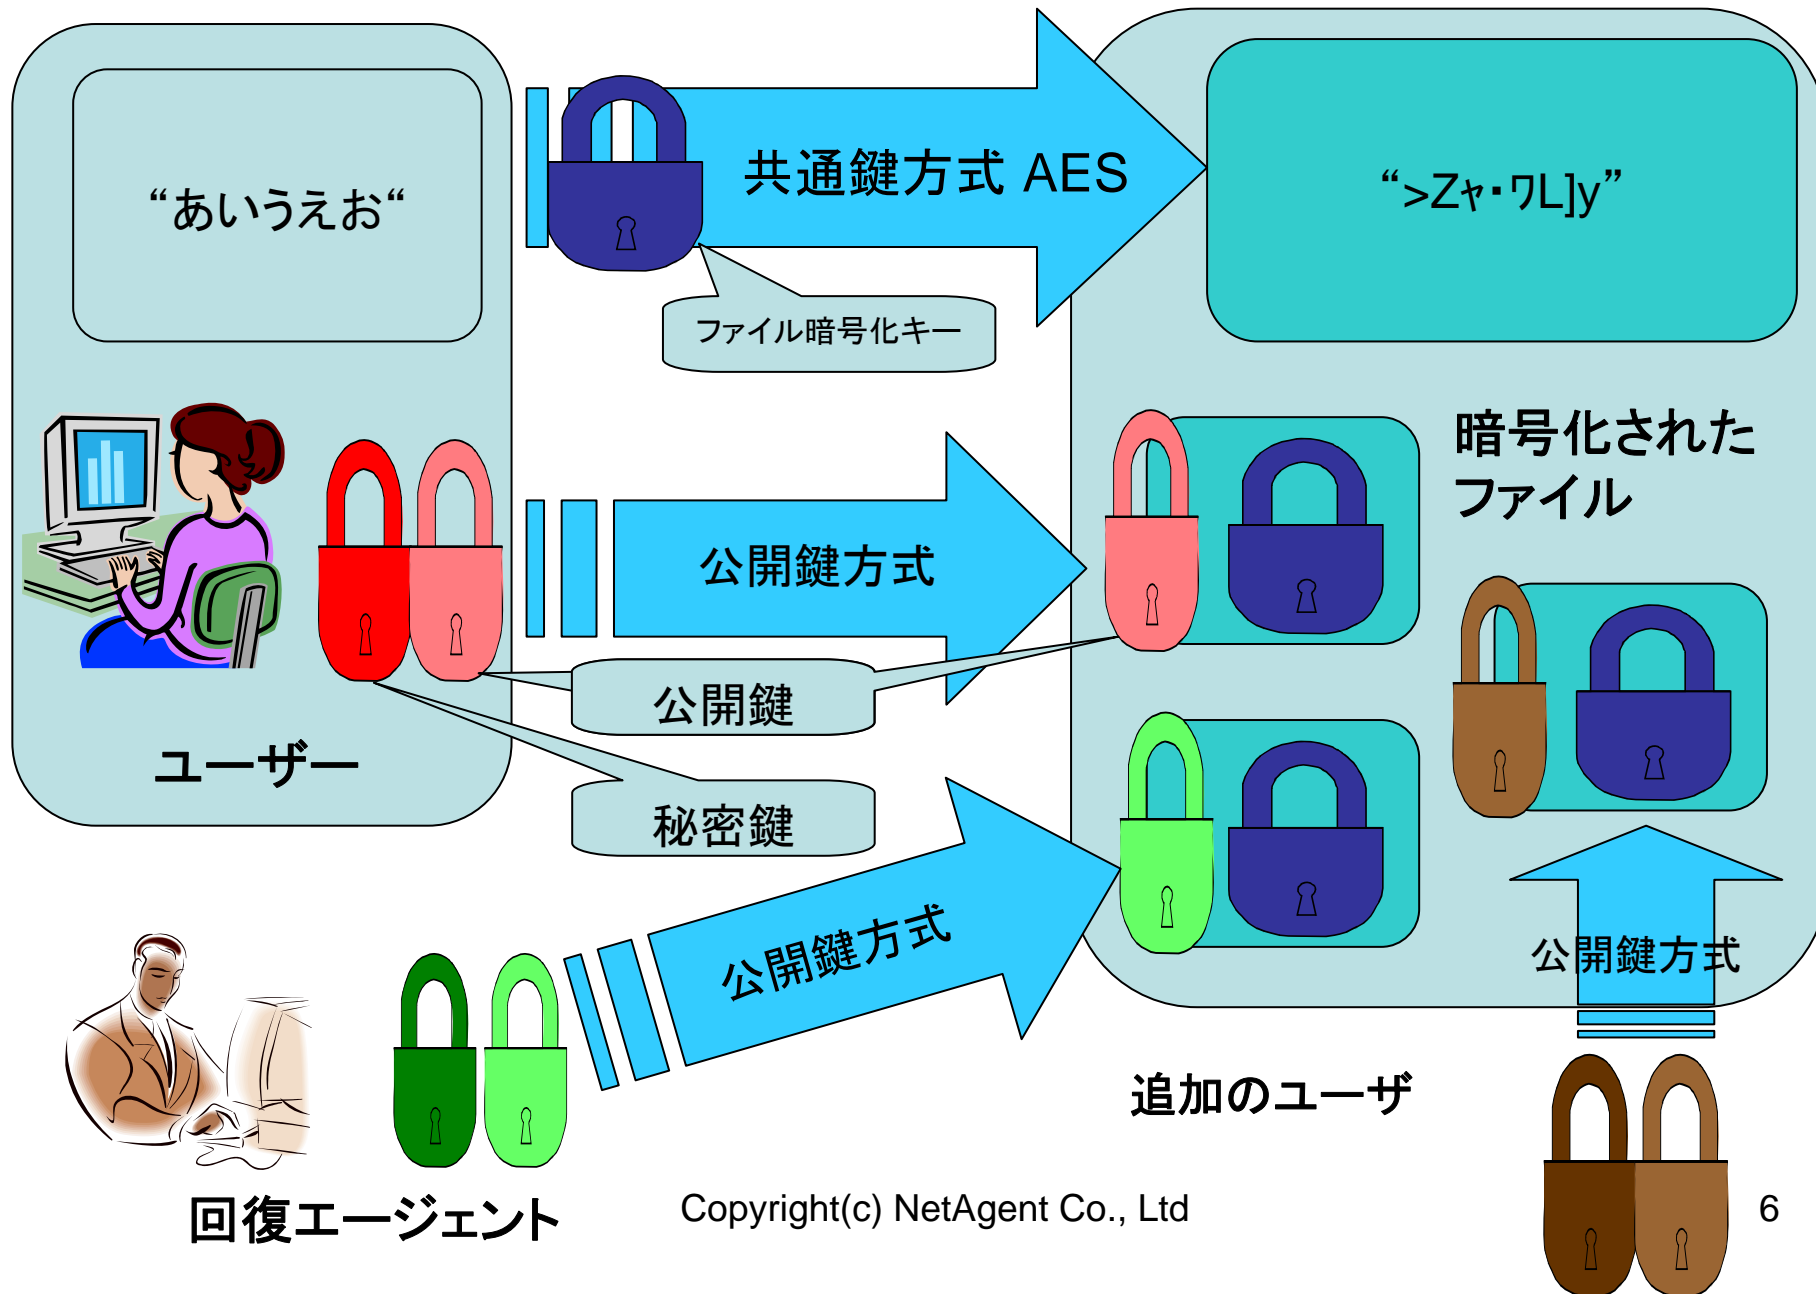 “あいうえお“
共通鍵方式 AES
“>Zャ・ワL]y”
ファイル暗号化キー
暗号化された
ファイル
公開鍵方式
公開鍵
ユーザー
秘密鍵
公開鍵方式
公開鍵方式
追加のユーザ
回復エージェント
Copyright(c) NetAgent Co., Ltd
6